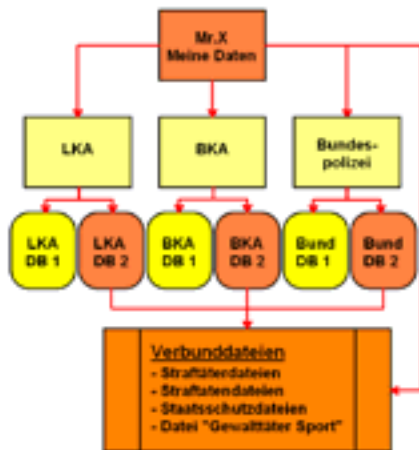 Mr.X
Meine Daten
LKA
BKA
Bundes-
polizei
LKA
DB 1
LKA
DB 2
BKA
DB 1
BKA
DB 2
Bund
DB 1
Bund
DB 2
Verbunddateien
- Straftäterdateien
- Straftatendateien
- Staatsschutzdateien
- Datei "Gewalttäter Sport"